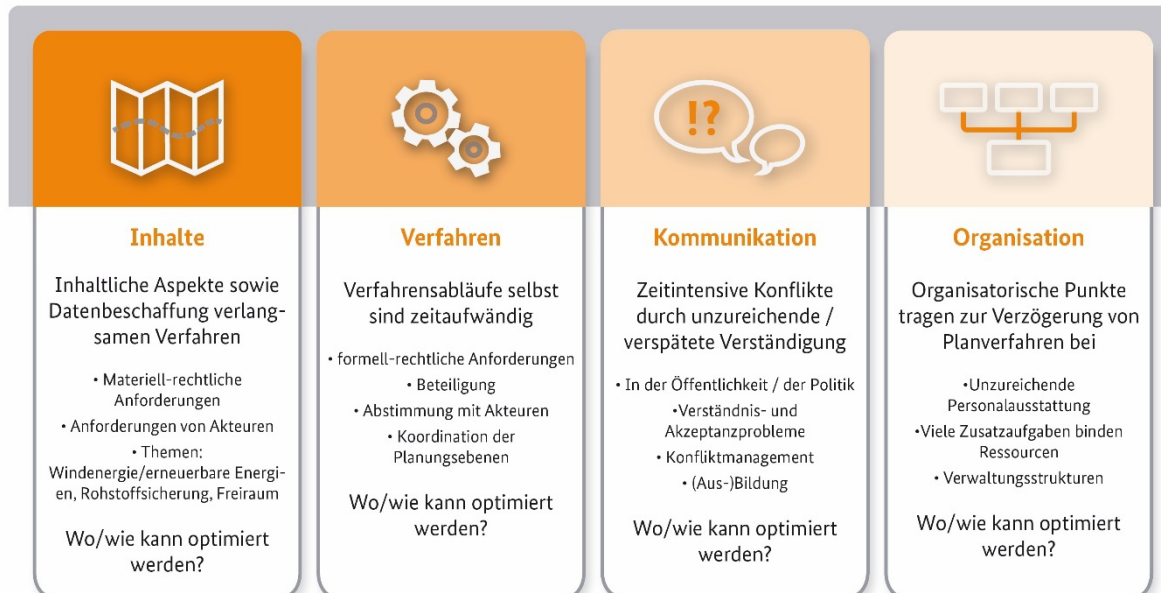 !?
Inhalte
Inhaltliche Aspekte sowie
Datenbeschaffung verlang-
samen Verfahren
• Materiell-rechtliche
Anforderungen
• Anforderungen von Akteuren
• Themen:
Windenergie/erneuerbare Energi-
en, Rohstoffsicherung, Freiraum
Wo/wie kann optimiert
werden?
Verfahren
Verfahrensabläufe selbst
sind zeitaufwändig
• formell-rechtliche Anforderungen
• Beteiligung
• Abstimmung mit Akteuren
• Koordination der
Planungsebenen
Wo/wie kann optimiert
werden?
Kommunikation
Zeitintensive Konflikte
durch unzureichende /
verspätete Verständigung
• In der Öffentlichkeit / der Politik
•Verständnis- und
Akzeptanzprobleme
• Konfliktmanagement
• (Aus-)Bildung
Wo/wie kann optimiert
werden?
Organisation
Organisatorische Punkte
tragen zur Verzögerung von
Planverfahren bei
•Unzureichende
Personalausstattung
•Viele Zusatzaufgaben binden
Ressourcen
• Verwaltungsstrukturen
Wo/wie kann optimiert
werden?